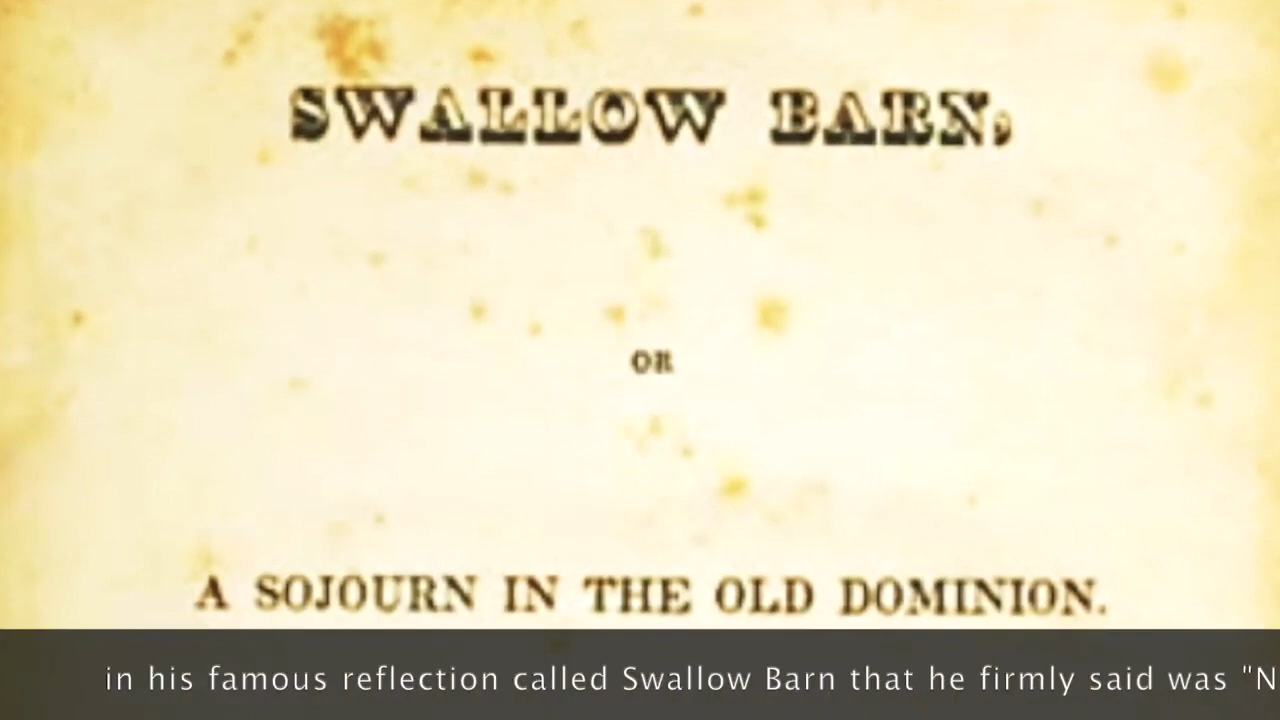 SWALLOW BARN,
OR
A SOJOURN IN THE OLD DOMINION.
in his famous reflection called Swallow Barn that he firmly said was "N